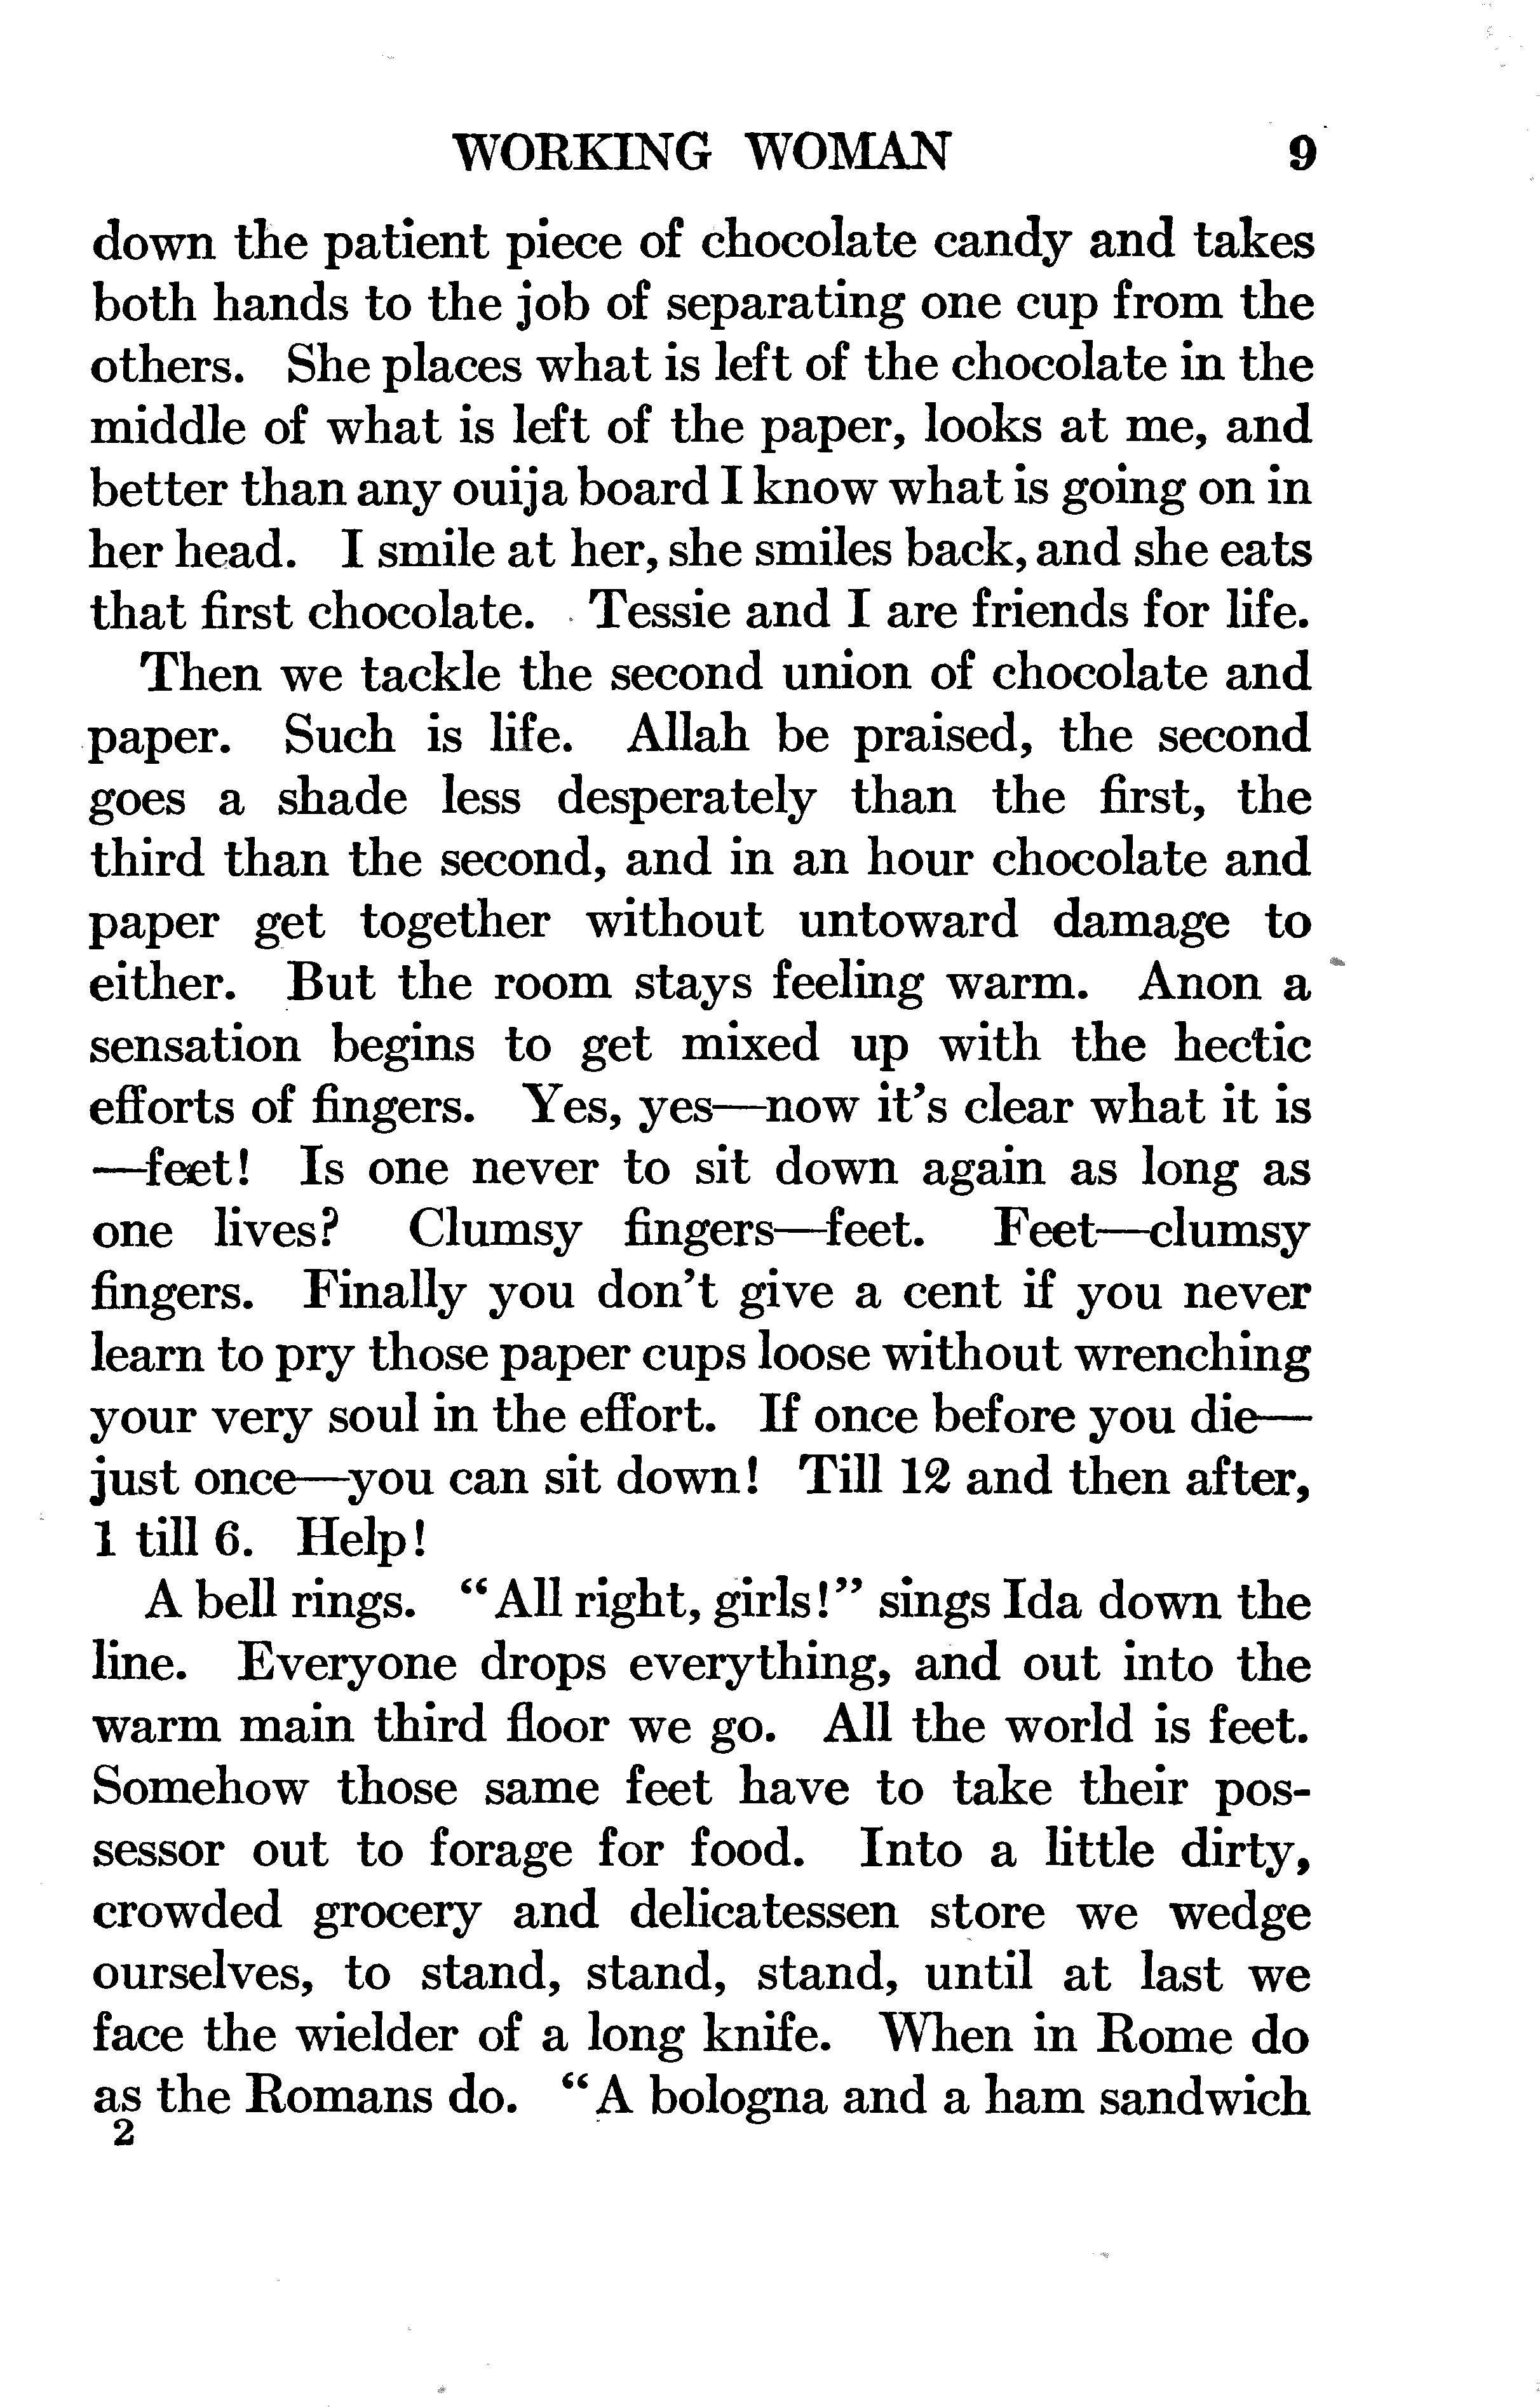 WORKING WOMAN 9
down the patient piece of chocolate candy and takes
both hands to the job of separating one cup from the
others. She places what is left of the chocolate in the
middle of what is left of the paper, looks at me, and
better than any ouija board I know what is going on in
her head. I smile at her, she smiles back, and she eats
that first chocolate. Tessie and I are friends for life.
Then we tackle the second union of chocolate and
paper. Such is life. Allah be praised, the second
goes a shade less desperately than the first, the
third than the second, and in an hour chocolate and
paper get together without untoward damage to
either. But the room stays feeling warm. Anon a
sensation begins to get mixed up with the hectic
efforts of fingers. Yes, yes—now it's clear what it is
—feet! Is one never to sit down again as long as
one lives? Clumsy fingers—feet. Feet—clumsy
fingers. Finally you don't give a cent if you never
learn to pry those paper cups loose without wrenching
your very soul in the effort. If once before you die—
just once—you can sit down! Till 12 and then after,
1 till 6. Help!
A bell rings. "All right, girls!" sings Ida down the
line. Everyone drops everything, and out into the
warm main third floor we go. All the world is feet.
Somehow those same feet have to take their pos-
sessor out to forage for food. Into a little dirty,
crowded grocery and delicatessen store we wedge
ourselves, to stand, stand, stand, until at last we
face the wielder of a long knife. When in Rome do
as the Romans do. "A bologna and a ham sandwich
2